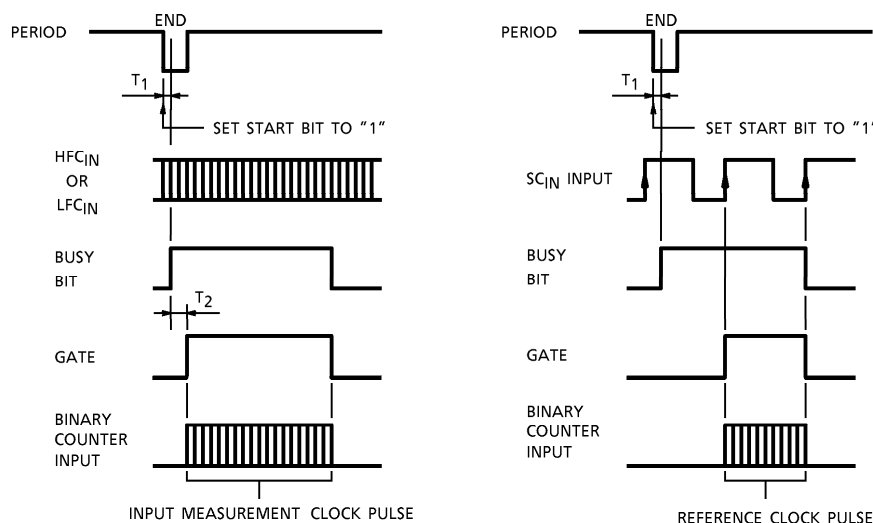 END
PERIOD
T1
SET START BIT TO "1"
HFCIN
OR
LFCIN
BUSY
BIT
T2
GATE
BINARY
COUNTER
INPUT
INPUT MEASUREMENT CLOCK PULSE
END
PERIOD
T1
SET START BIT TO "1"
SCIN INPUT
BUSY
BIT
GATE
BINARY
COUNTER
INPUT
REFERENCE CLOCK PULSE